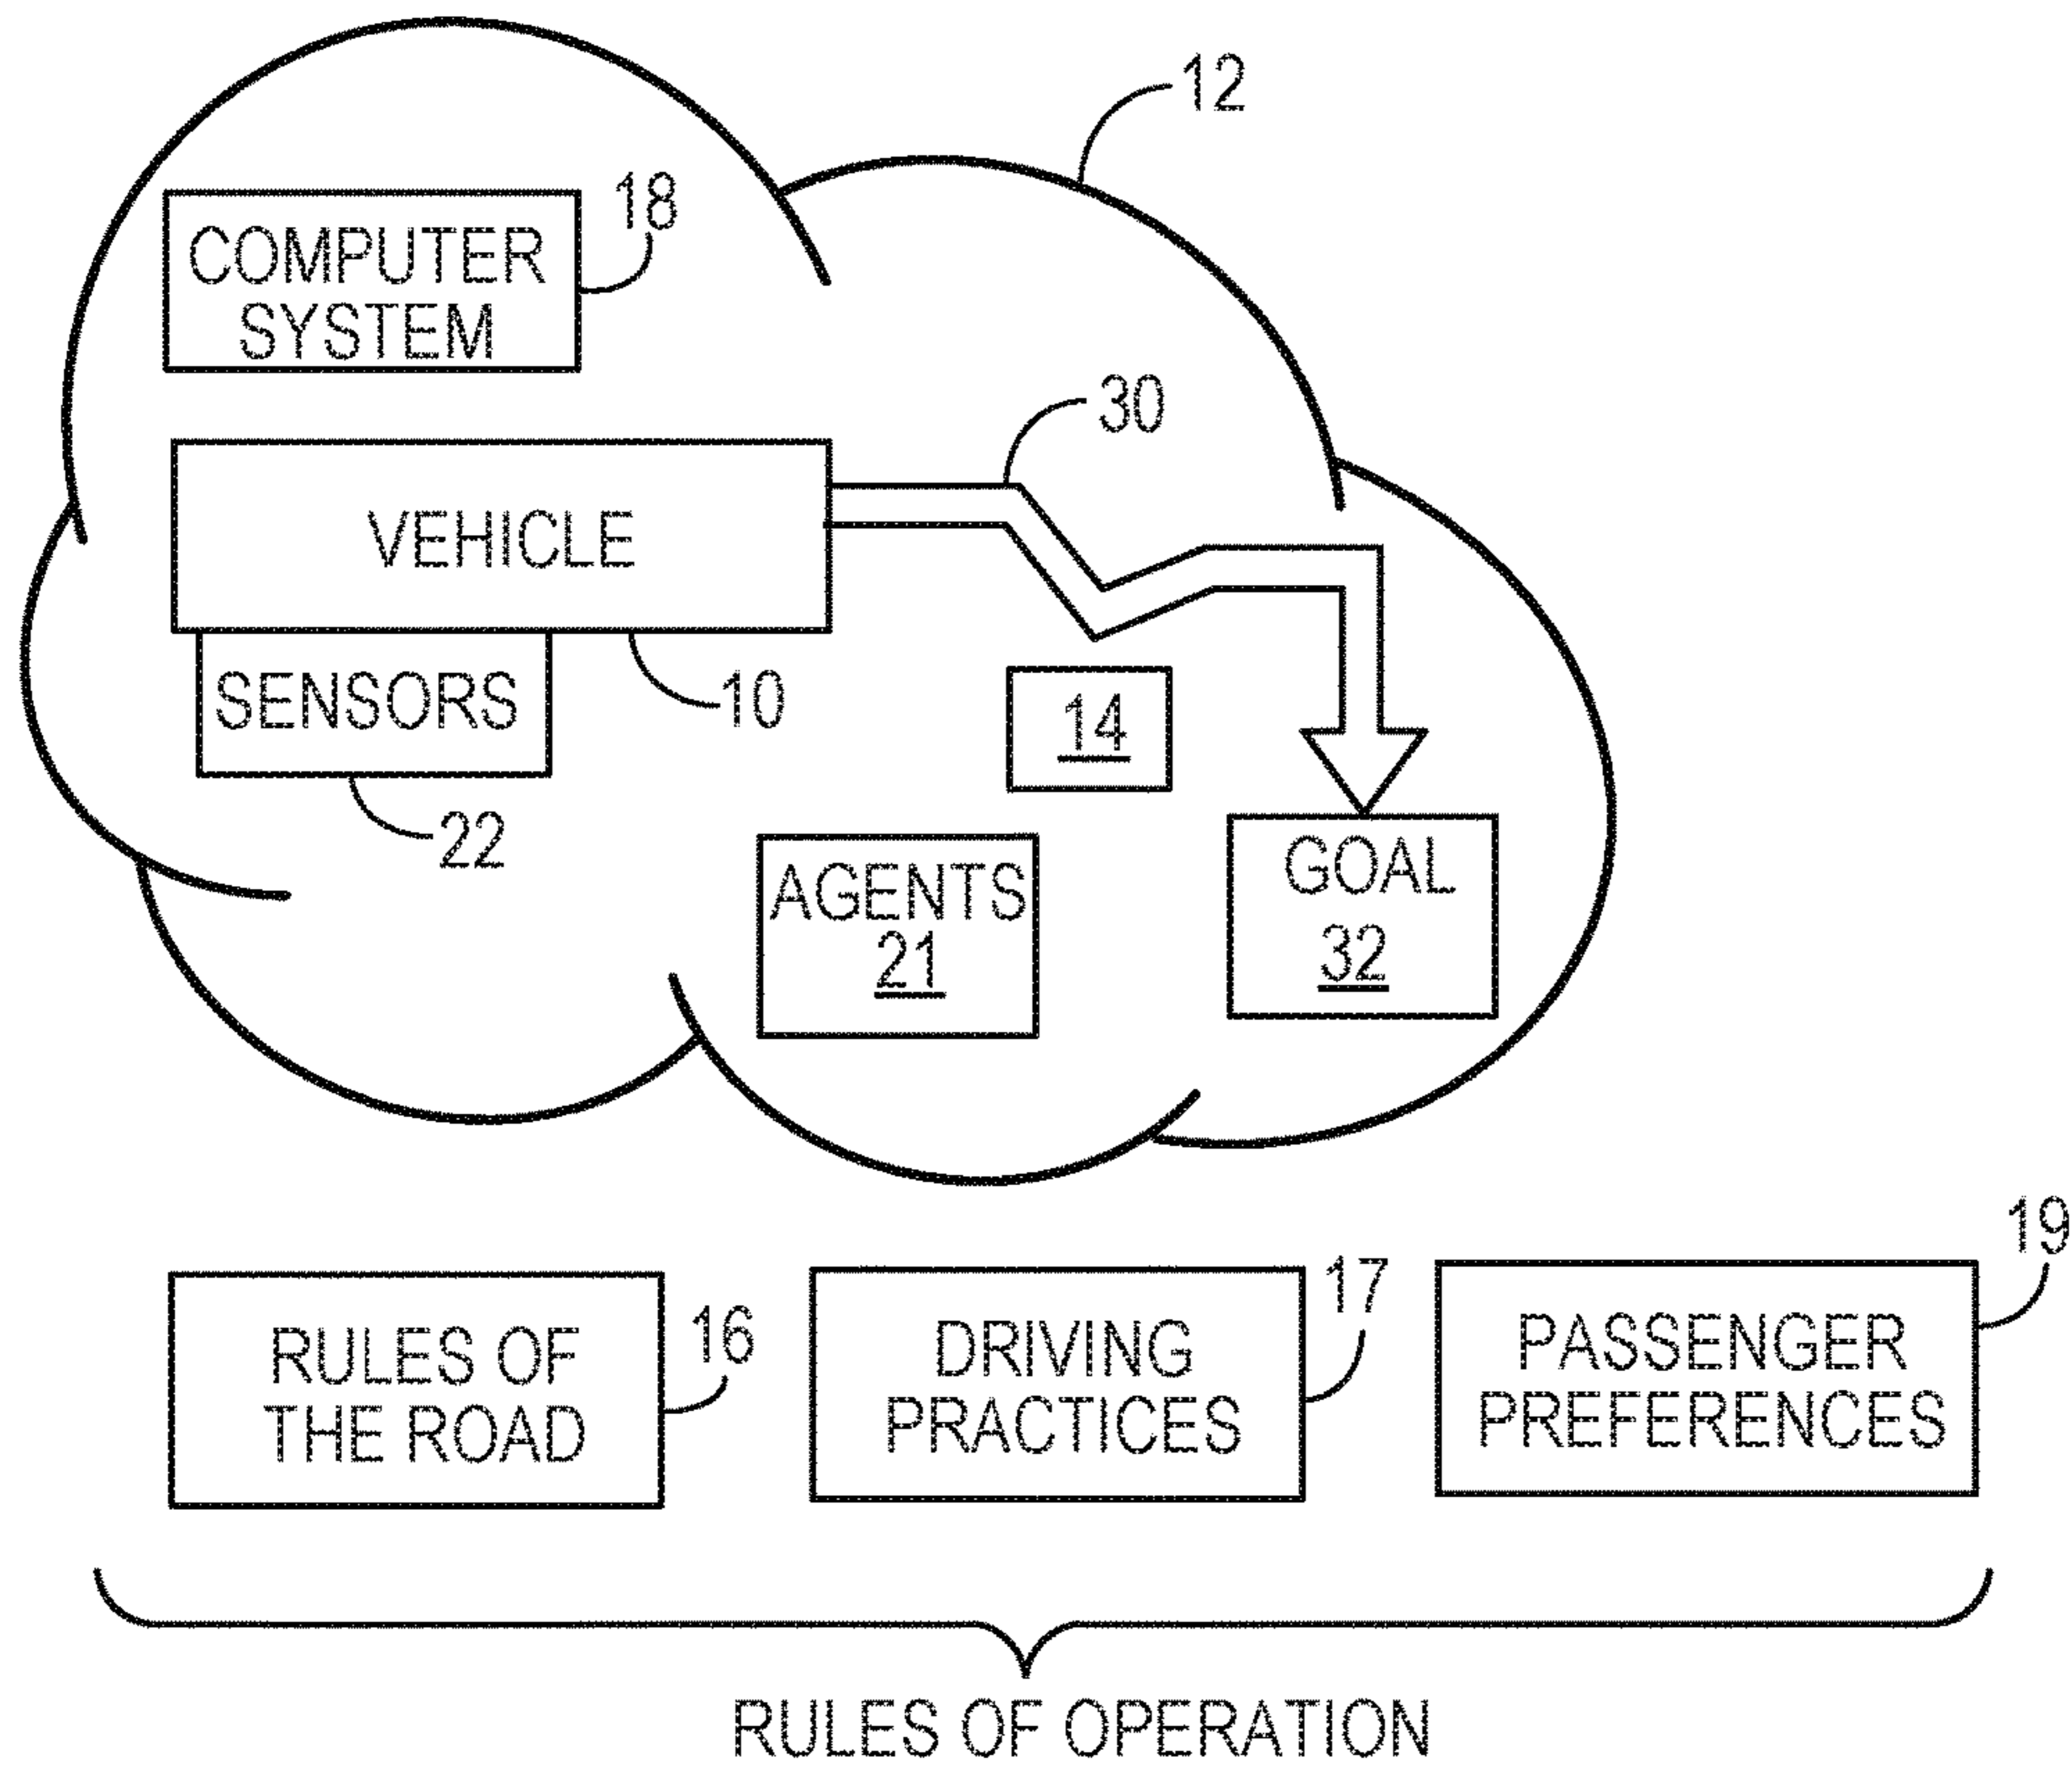 12
18
COMPUTER
SYSTEM
30
VEHICLE
SENSORS
10
14
22
AGENTS
21
GOAL
32
19
16
17
RULES OF
THE ROAD
DRIVING
PRACTICES
PASSENGER
PREFERENCES
RULES OF OPERATION